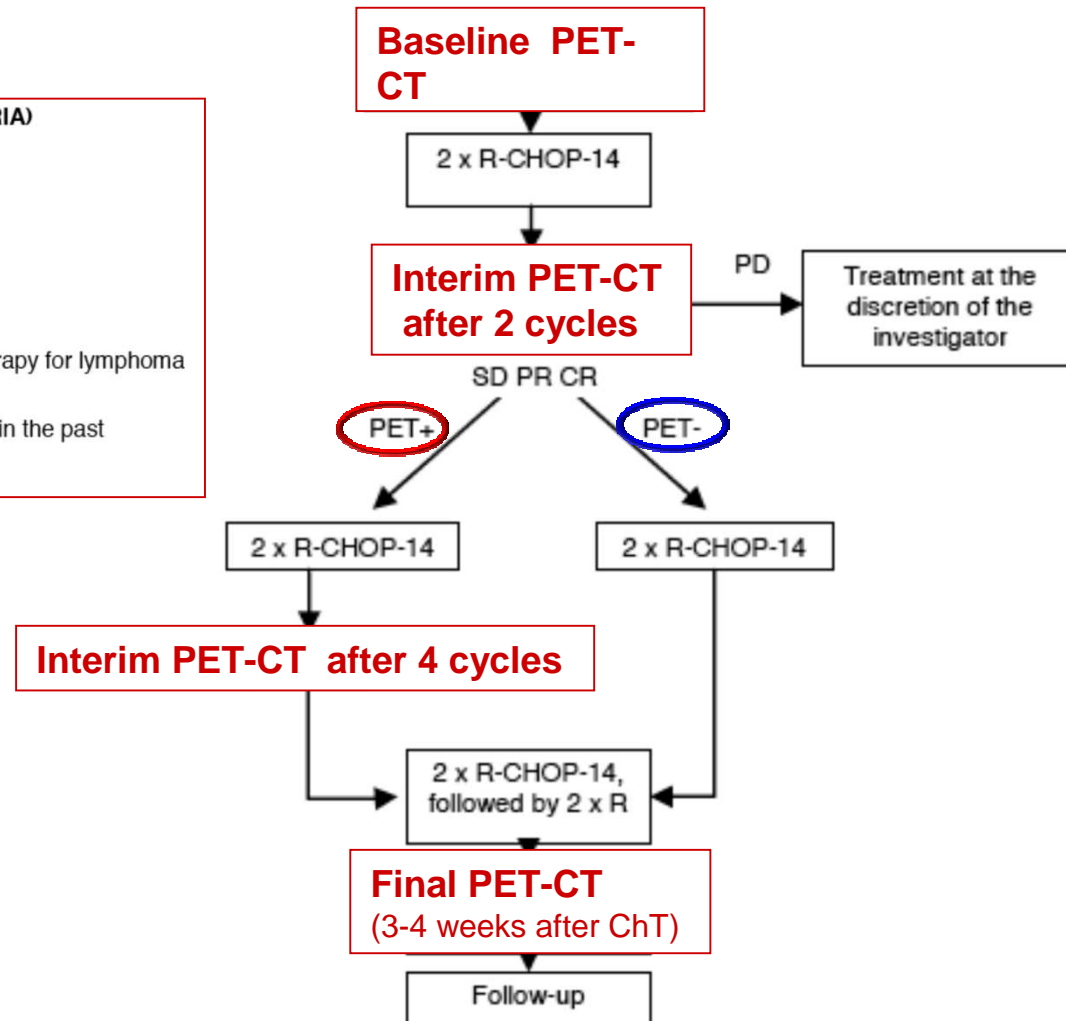 Baseline PET-
CT
RIA)
rapy for lymphoma
in the past
2 x R-CHOP-14
Interim PET-CT
after 2 cycles
PD
Treatment at the
discretion of the
investigator
SD PR CR
PET+
PET-
2 x R-CHOP-14
2 x R-CHOP-14
Interim PET-CT after 4 cycles
2 x R-CHOP-14,
followed by 2 x R
Final PET-CT
(3-4 weeks after ChT)
Follow-up